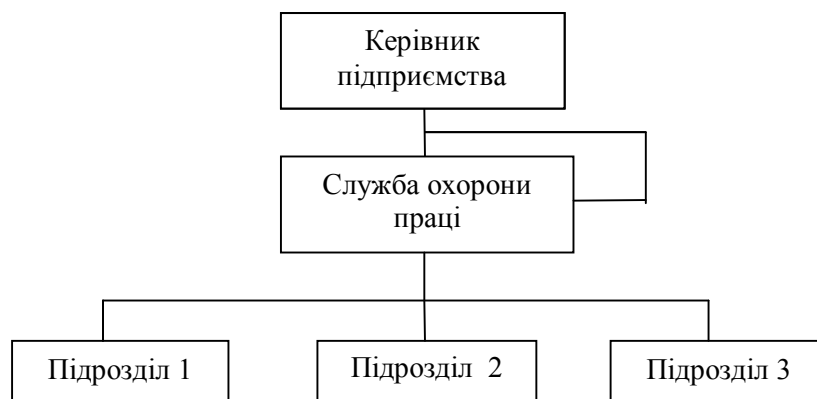 Керівник
підприємства
Служба охорони
праці
Підрозділ 1
Підрозділ 2
Підрозділ 3